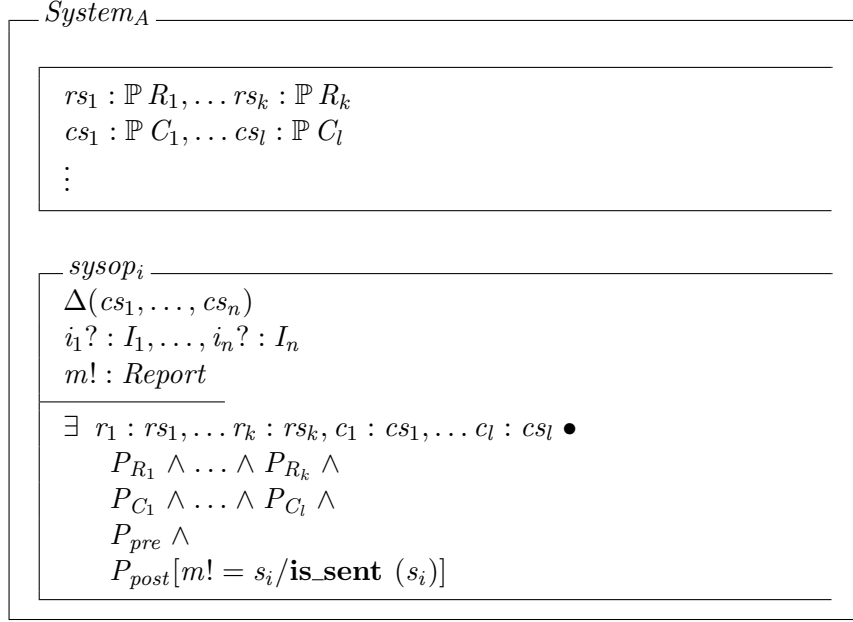 System_A
rs_1 : ℙ R_1, … rs_k : ℙ R_k
cs_1 : ℙ C_1, … cs_l : ℙ C_l
⋮
sysop_i
Δ(cs_1, …, cs_n)
i_1? : I_1, …, i_n? : I_n
m! : Report
∃ r_1 : rs_1, … r_k : rs_k, c_1 : cs_1, … c_l : cs_l •
P_{R_1} ∧ … ∧ P_{R_k} ∧
P_{C_1} ∧ … ∧ P_{C_l} ∧
P_{pre} ∧
P_{post}[m! = s_i/is_sent (s_i)]